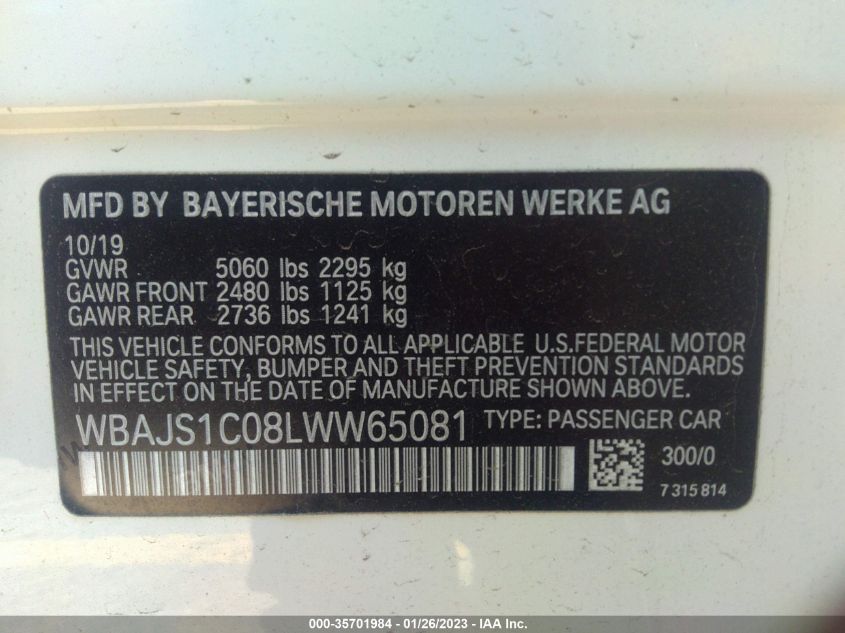 MFD BY BAYERISCHE MOTOREN WERKE AG
10/19
GVWR 5060 lbs 2295 kg
GAWR FRONT 2480 lbs 1125 kg
GAWR REAR 2736 lbs 1241 kg
THIS VEHICLE CONFORMS TO ALL APPLICABLE U.S.FEDERAL MOTOR
VEHICLE SAFETY, BUMPER AND THEFT PREVENTION STANDARDS
IN EFFECT ON THE DATE OF MANUFACTURE SHOWN ABOVE.
WBAJS1C08LWW65081 TYPE: PASSENGER CAR
300/0
7 315 814
000-35701984 - 01/26/2023 - IAA Inc.